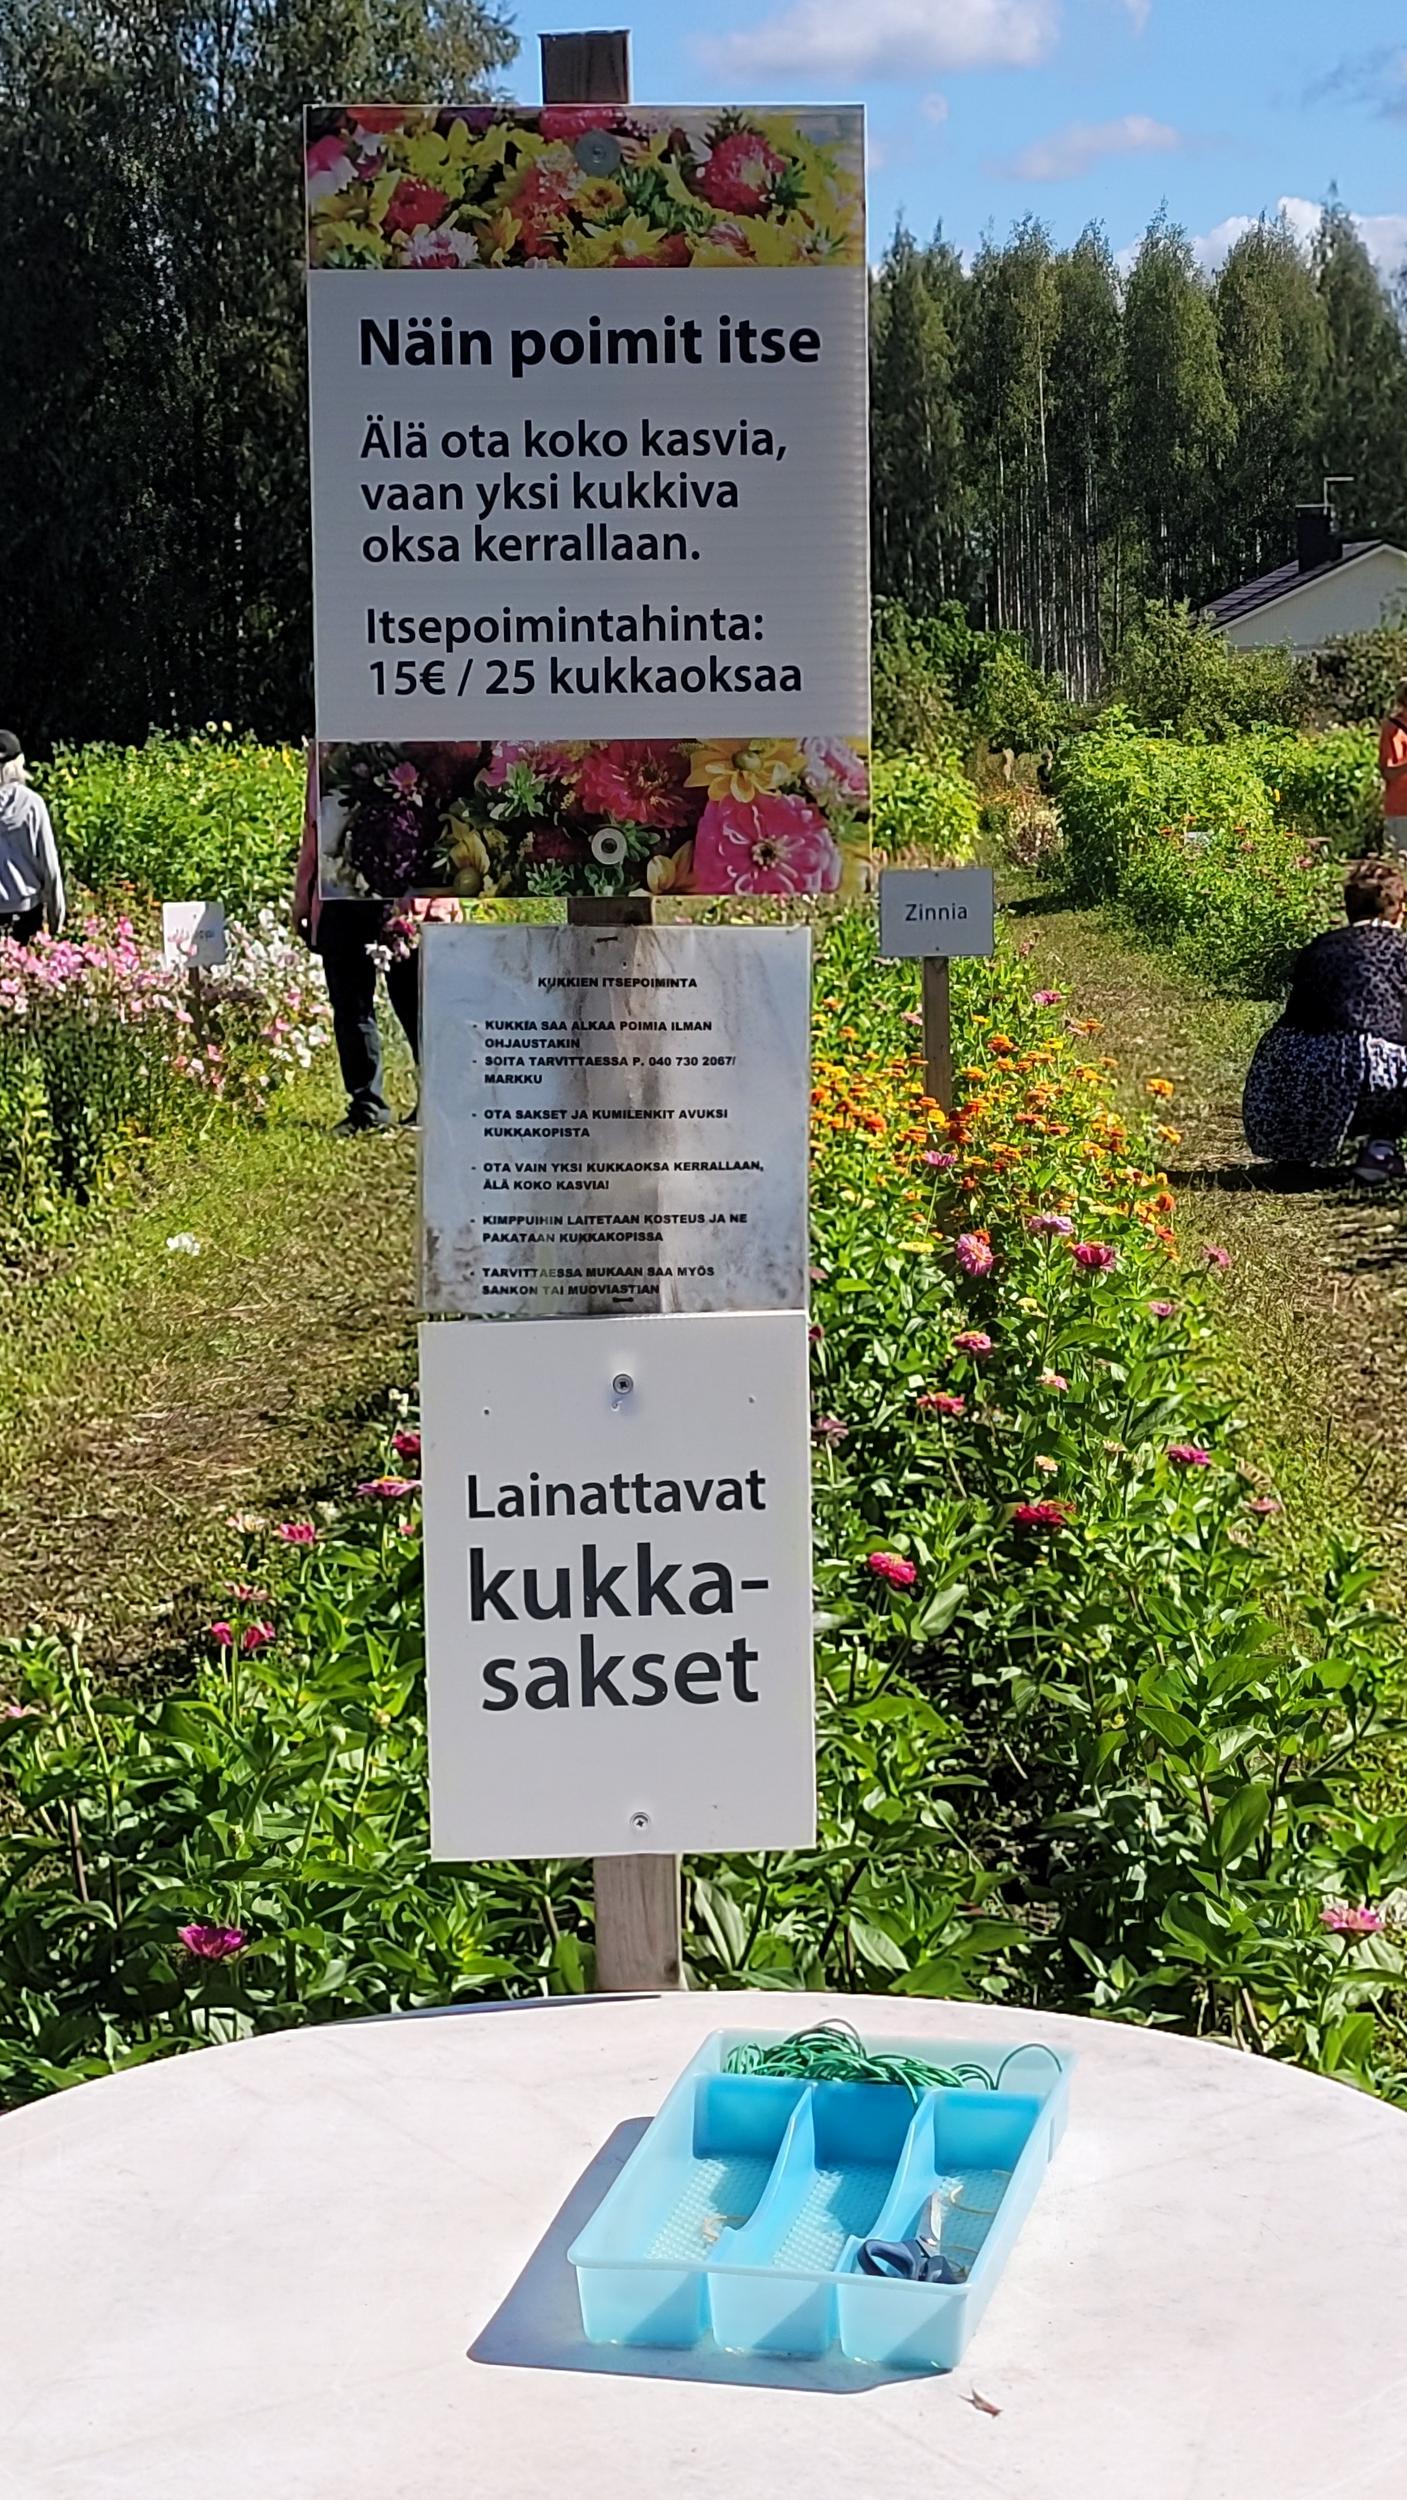 Näin poimit itse
Älä ota koko kasvia,
vaan yksi kukkiva
oksa kerrallaan.
Itsepoimintahinta:
15€ / 25 kukkaoksaa
Zinnia
KUKKIEN ITSEPOIMINTA
- KUKKIA SAA ALKAA POIMIA ILMAN
OHJAUSTAKIN
- SOITA TARVITTAESSA P. 040 730 2067/
MARKKU
- OTA SAKSET JA KUMILENKIT AVUKSI
KUKKAKOPISTA
- OTA VAIN YKSI KUKKAOKSA KERRALLAAN,
ÄLÄ KOKO KASVIA!
- KIMPPUIHIN LAITETAAN KOSTEUS JA NE
PAKATAAN KUKKAKOPISSA
- TARVITTAESSA MUKAAN SAA MYÖS
SANKON TAI MUOVIASTIAN
Lainattavat
kukka-
sakset